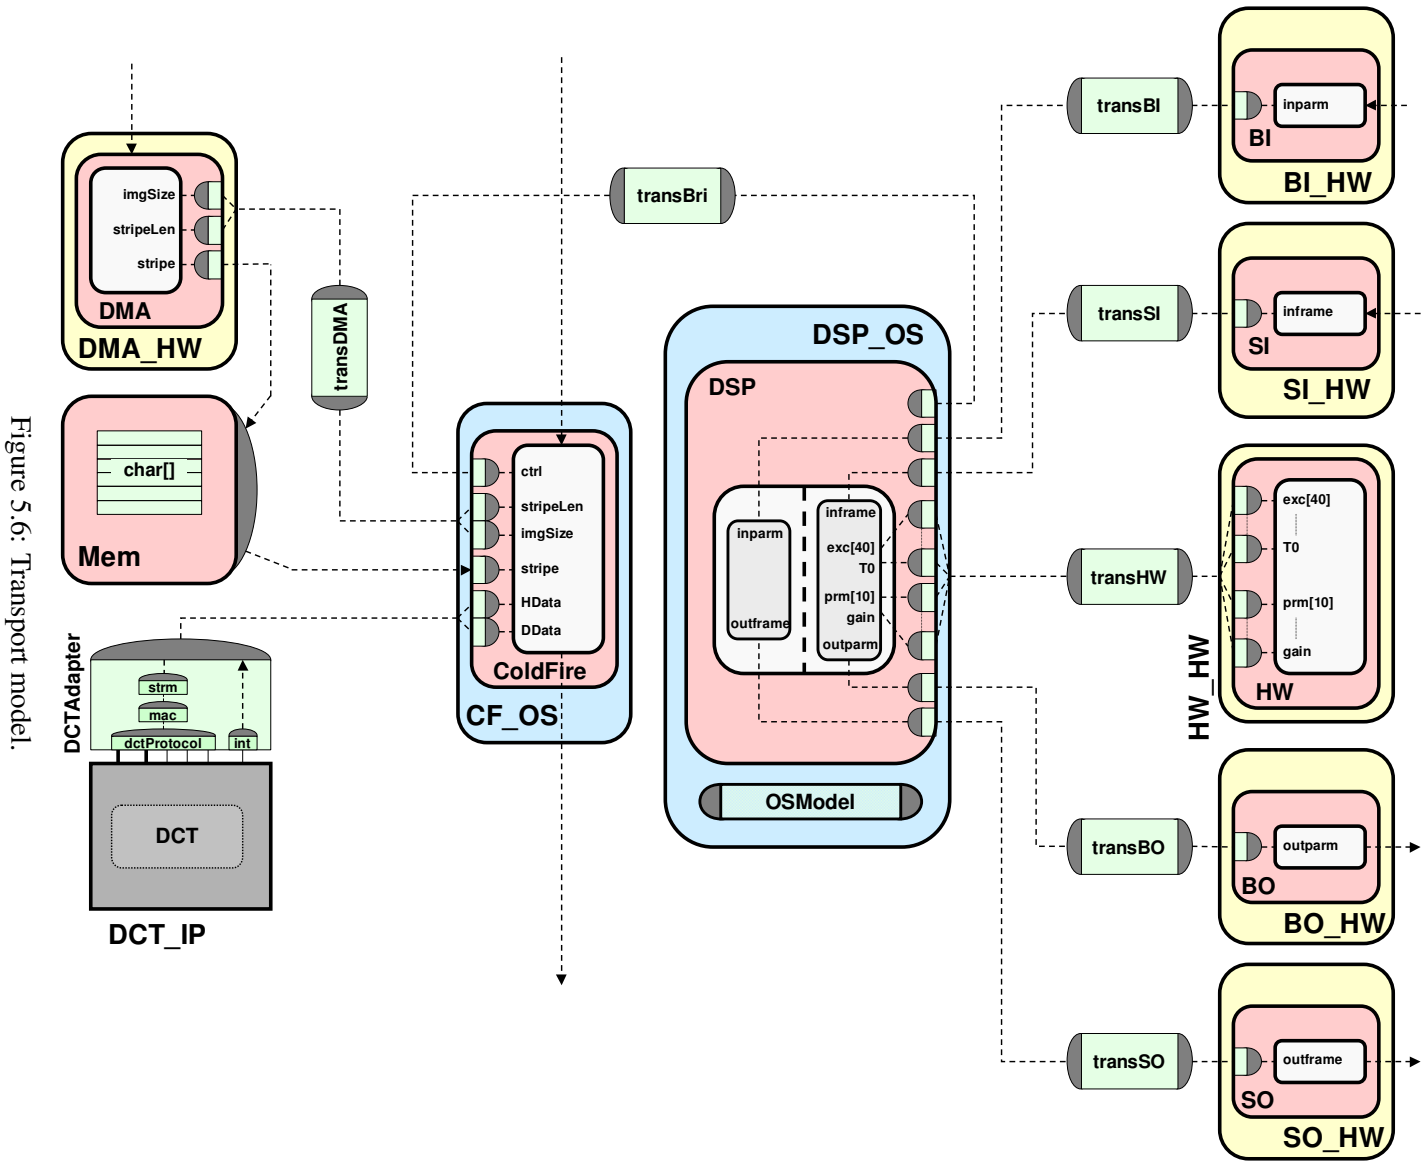 imgSize
stripeLen
stripe
DMA
DMA_HW
transDMA
char[]
Mem
DCTAdapter
strm
mac
dctProtocol
int
DCT
DCT_IP
transBri
ctrl
stripeLen
imgSize
stripe
HData
DData
ColdFire
CF_OS
DSP_OS
DSP
inparm
outframe
inframe
exc[40]
T0
prm[10]
gain
outparm
OSModel
transBI
inparm
BI
BI_HW
transSI
inframe
SI
SI_HW
transHW
exc[40]
T0
prm[10]
gain
HW
HW_HW
transBO
outparm
BO
BO_HW
transSO
outframe
SO
SO_HW
Figure 5.6: Transport model.